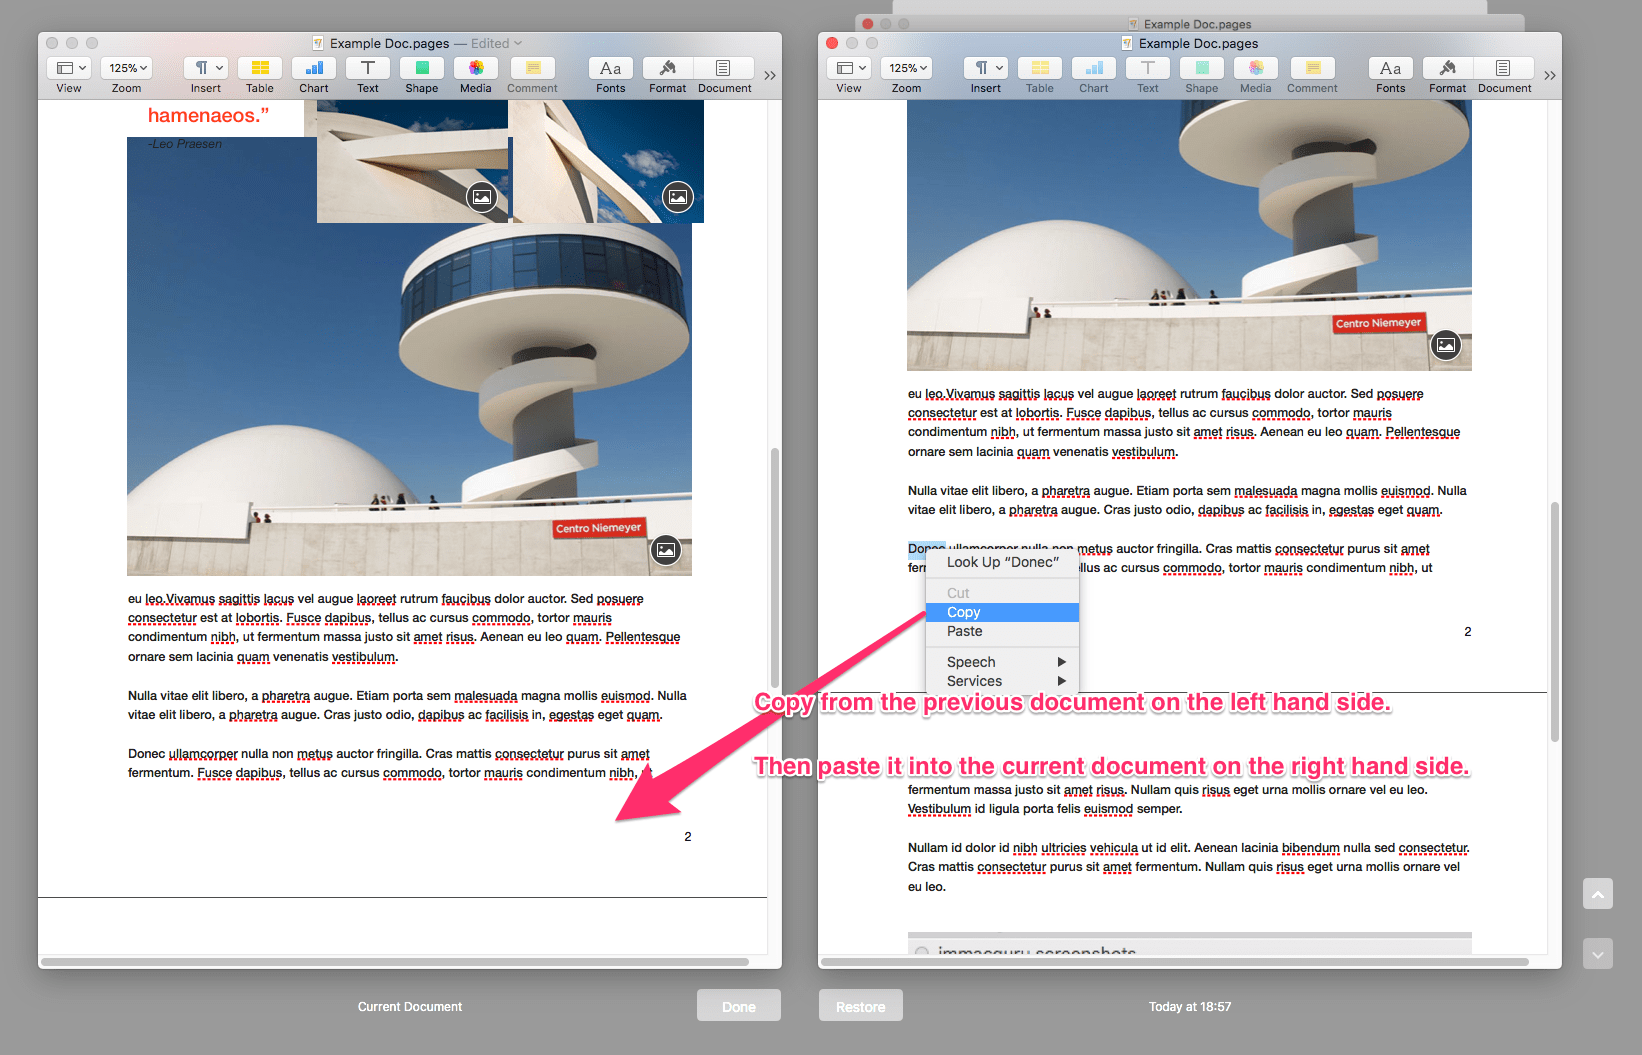 Example Doc.pages — Edited
125%
View Zoom Insert Table Chart Text Shape Media Comment Fonts Format Document
hamenaeos.”
-Leo Praesen
Centro Niemeyer
eu leo.Vivamus sagittis lacus vel augue laoreet rutrum faucibus dolor auctor. Sed posuere
consectetur est at lobortis. Fusce dapibus, tellus ac cursus commodo, tortor mauris
condimentum nibh, ut fermentum massa justo sit amet risus. Aenean eu leo quam. Pellentesque
ornare sem lacinia quam venenatis vestibulum.
Nulla vitae elit libero, a pharetra augue. Etiam porta sem malesuada magna mollis euismod. Nulla
vitae elit libero, a pharetra augue. Cras justo odio, dapibus ac facilisis in, egestas eget quam.
Donec ullamcorper nulla non metus auctor fringilla. Cras mattis consectetur purus sit amet
fermentum. Fusce dapibus, tellus ac cursus commodo, tortor mauris condimentum nibh,
2
Current Document
Done
Example Doc.pages
Example Doc.pages
125%
View Zoom Insert Table Chart Text Shape Media Comment Fonts Format Document
Centro Niemeyer
eu leo.Vivamus sagittis lacus vel augue laoreet rutrum faucibus dolor auctor. Sed posuere
consectetur est at lobortis. Fusce dapibus, tellus ac cursus commodo, tortor mauris
condimentum nibh, ut fermentum massa justo sit amet risus. Aenean eu leo quam. Pellentesque
ornare sem lacinia quam venenatis vestibulum.
Nulla vitae elit libero, a pharetra augue. Etiam porta sem malesuada magna mollis euismod. Nulla
vitae elit libero, a pharetra augue. Cras justo odio, dapibus ac facilisis in, egestas eget quam.
Donec ullamcorper nulla non metus auctor fringilla. Cras mattis consectetur purus sit amet
ac cursus commodo, tortor mauris condimentum nibh, ut
Look Up “Donec”
Cut
Copy
Paste
Speech
Services
2
Copy from the previous document on the left hand side.
Then paste it into the current document on the right hand side.
fermentum massa justo sit amet risus. Nullam quis risus eget urna mollis ornare vel eu leo.
Vestibulum id ligula porta felis euismod semper.
Nullam id dolor id nibh ultricies vehicula ut id elit. Aenean lacinia bibendum nulla sed consectetur.
Cras mattis consectetur purus sit amet fermentum. Nullam quis risus eget urna mollis ornare vel
eu leo.
immacguru screenshots
Restore
Today at 18:57